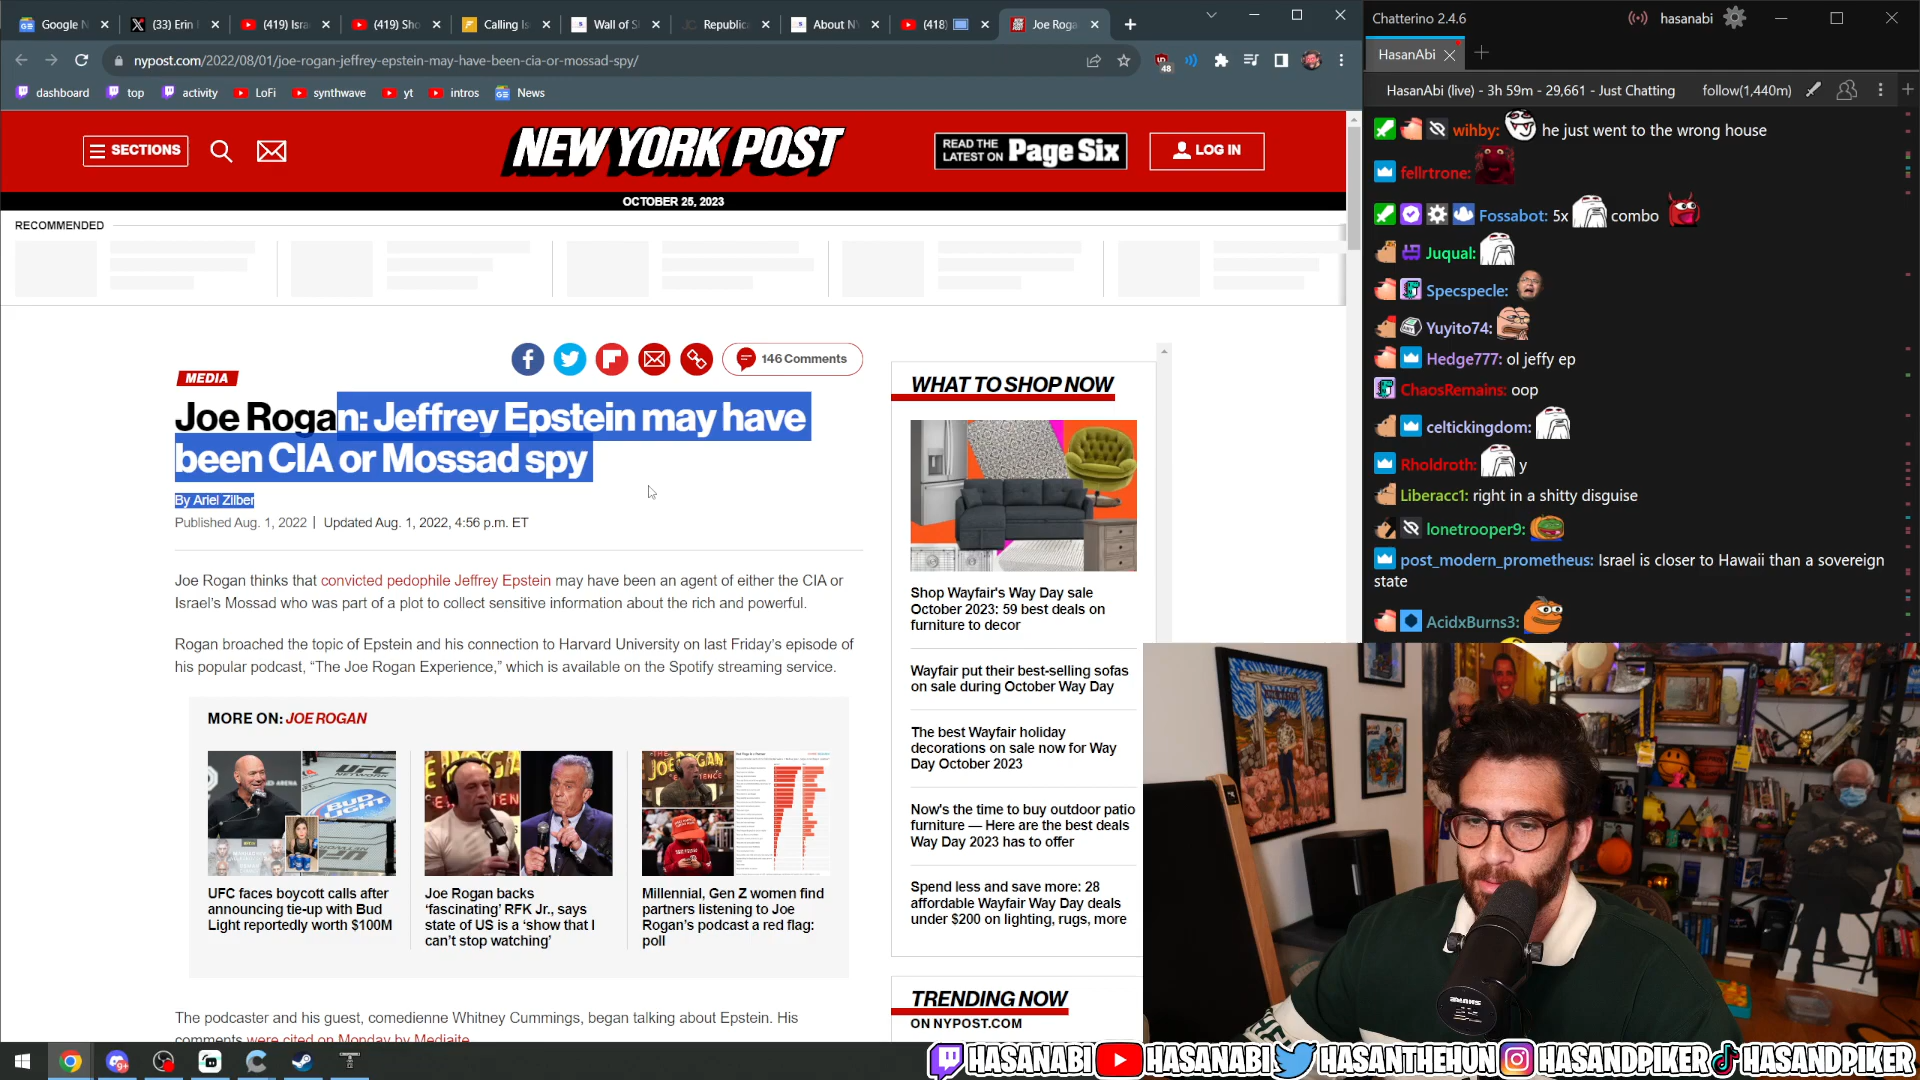 Google N
(33) Erin
(419) Isra
(419) Sho
Calling Is
Wall of S
Republic
About N
(418)
Joe Roga
nypost.com/2022/08/01/joe-rogan-jeffrey-epstein-may-have-been-cia-or-mossad-spy/
48
dashboard
top
activity
LoFi
synthwave
yt
intros
News
SECTIONS
NEW YORK POST
READ THE LATEST ON Page Six
LOG IN
OCTOBER 25, 2023
RECOMMENDED
146 Comments
MEDIA
Joe Rogan: Jeffrey Epstein may have
been CIA or Mossad spy
By Ariel Zilber
Published Aug. 1, 2022 | Updated Aug. 1, 2022, 4:56 p.m. ET
Joe Rogan thinks that convicted pedophile Jeffrey Epstein may have been an agent of either the CIA or
Israel's Mossad who was part of a plot to collect sensitive information about the rich and powerful.
Rogan broached the topic of Epstein and his connection to Harvard University on last Friday's episode of
his popular podcast, “The Joe Rogan Experience,” which is available on the Spotify streaming service.
MORE ON: JOE ROGAN
UFC faces boycott calls after
announcing tie-up with Bud
Light reportedly worth $100M
Joe Rogan backs
‘fascinating’ RFK Jr., says
state of US is a ‘show that I
can't stop watching’
Millennial, Gen Z women find
partners listening to Joe
Rogan's podcast a red flag:
poll
The podcaster and his guest, comedienne Whitney Cummings, began talking about Epstein. His
comments were cited on Monday by Mediaite
WHAT TO SHOP NOW
Shop Wayfair's Way Day sale
October 2023: 59 best deals on
furniture to decor
Wayfair put their best-selling sofas
on sale during October Way Day
The best Wayfair holiday
decorations on sale now for Way
Day October 2023
Now's the time to buy outdoor patio
furniture — Here are the best deals
Way Day 2023 has to offer
Spend less and save more: 28
affordable Wayfair Way Day deals
under $200 on lighting, rugs, more
TRENDING NOW
ON NYPOST.COM
Chatterino 2.4.6
hasanabi
HasanAbi
HasanAbi (live) - 3h 59m - 29,661 - Just Chatting
follow(1,440m)
wihby: he just went to the wrong house
fellrtrone:
Fossabot: 5x combo
Juqual:
Specspecle:
Yuyito74:
Hedge777: ol jeffy ep
ChaosRemains: oop
celtickingdom:
Rholdroth: y
Liberacc1: right in a shitty disguise
lonetrooper9:
post_modern_prometheus: Israel is closer to Hawaii than a sovereign
state
AcidxBurns3:
HASANABI
HASANABI
HASANTHEHUN
HASANDPIKER
HASANDPIKER